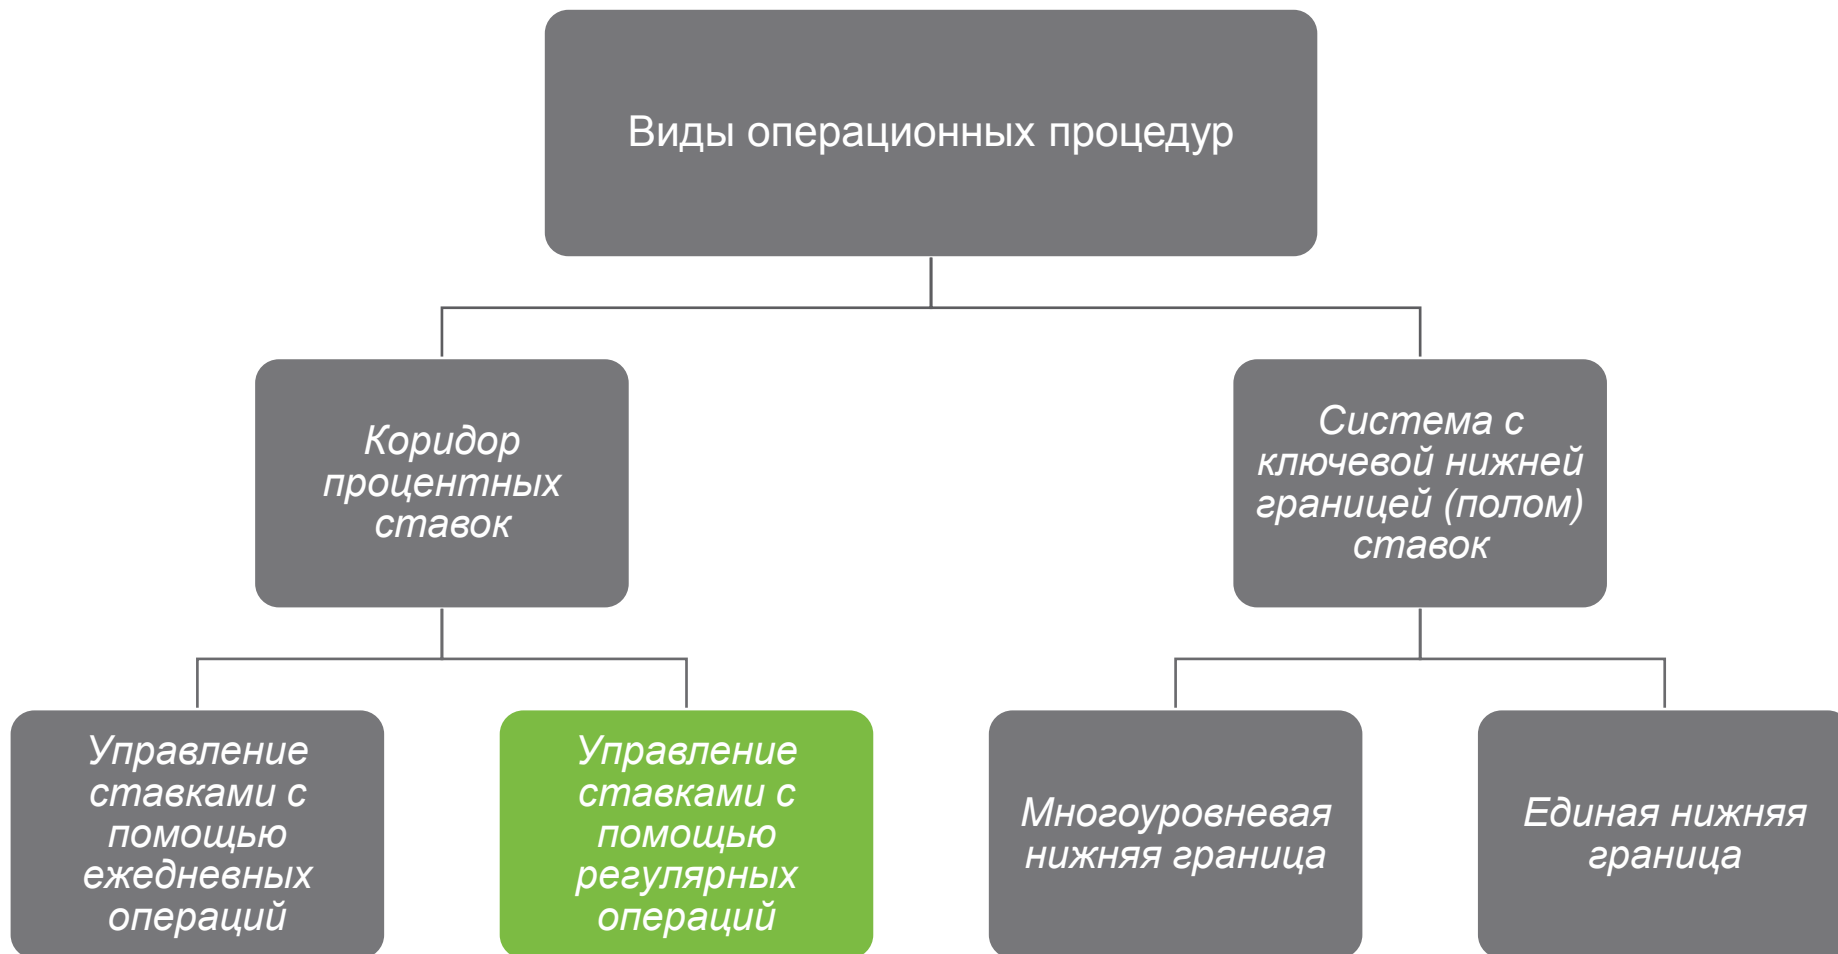 Виды операционных процедур
Коридор
процентных
ставок
Система с
ключевой нижней
границей (полом)
ставок
Управление
ставками с
помощью
ежедневных
операций
Управление
ставками с
помощью
регулярных
операций
Многоуровневая
нижняя граница
Единая нижняя
граница